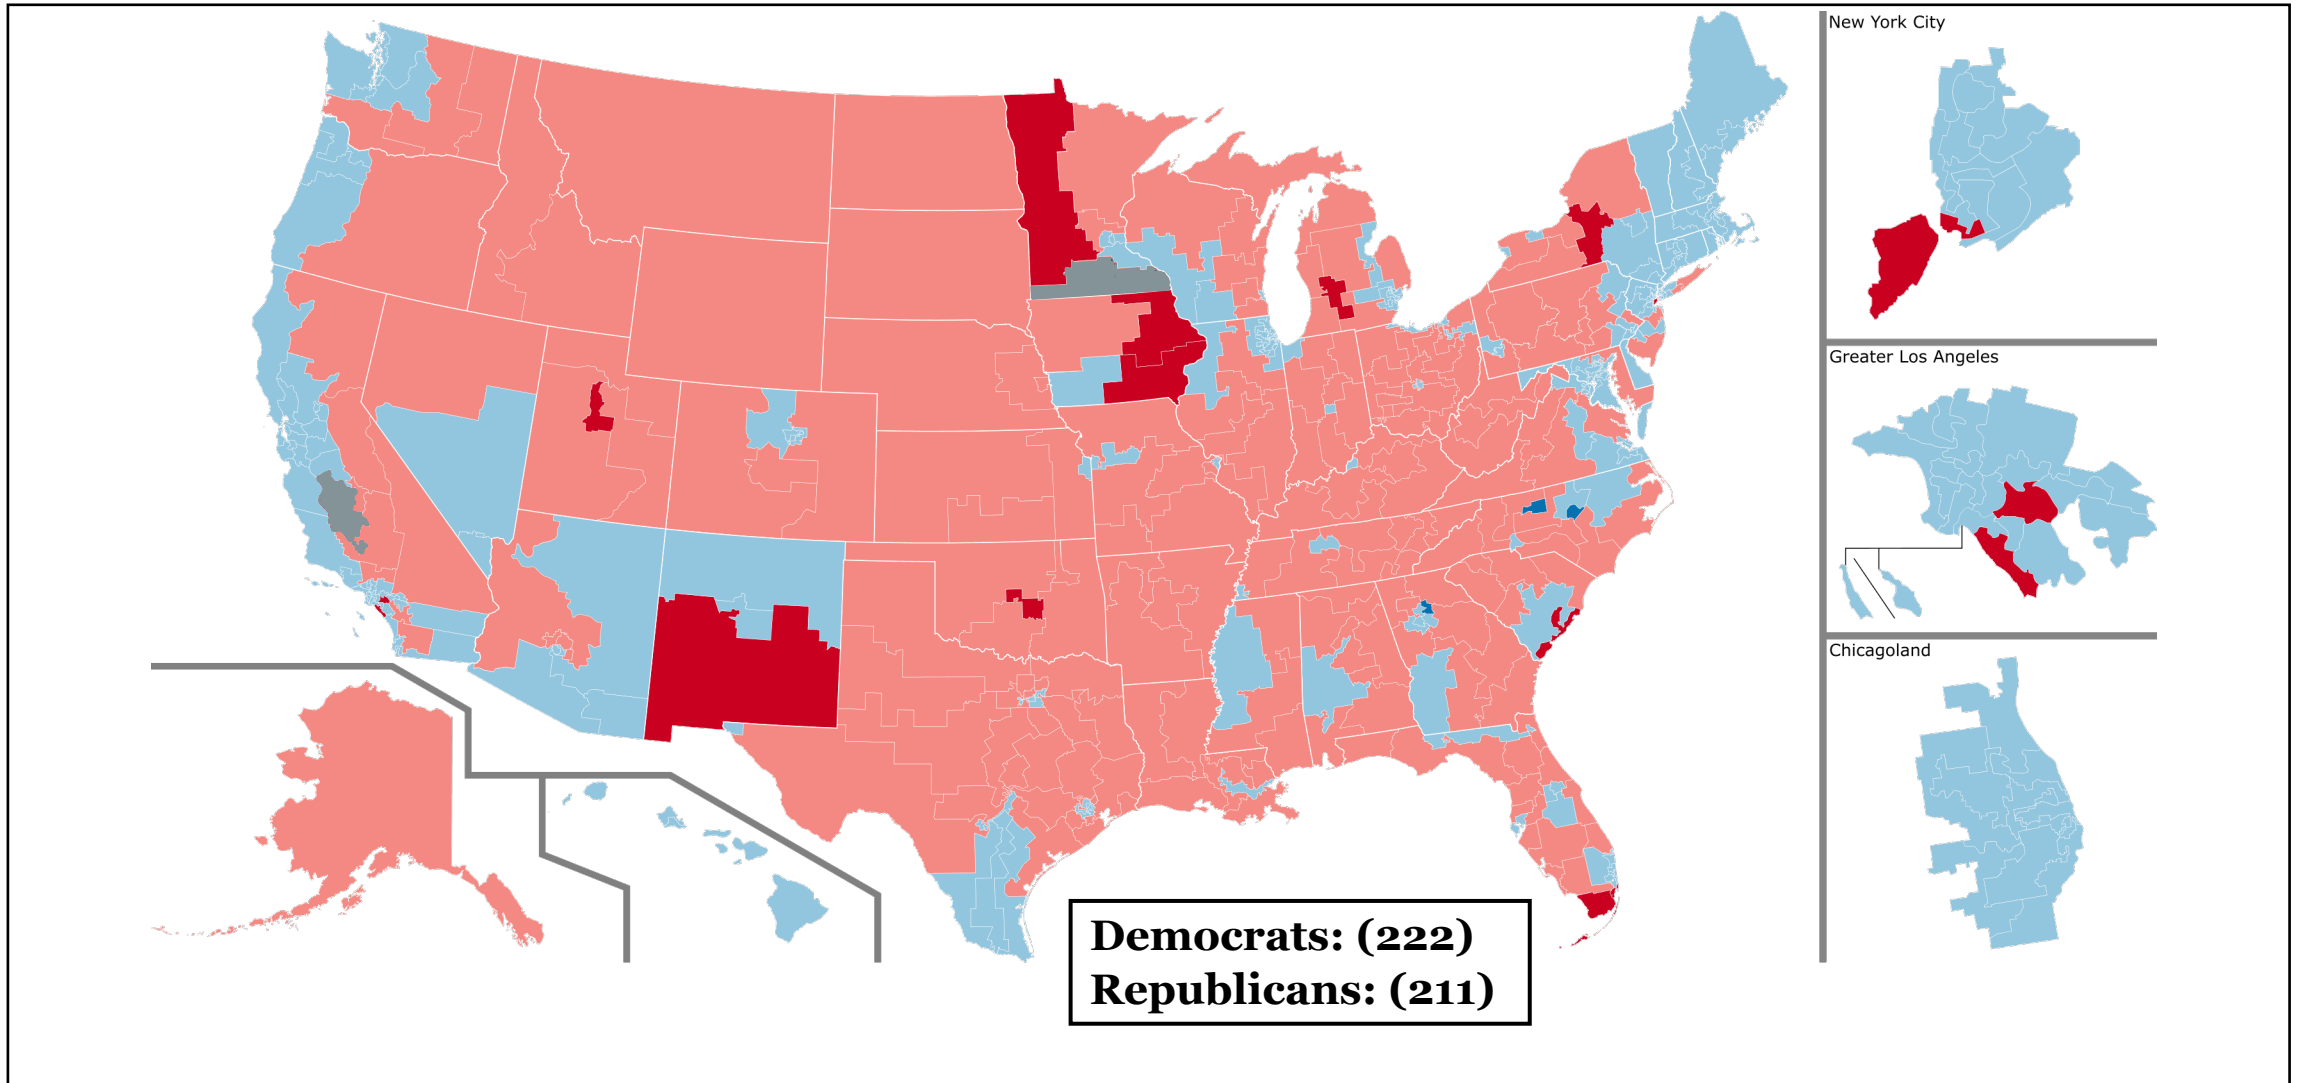 New York City
Greater Los Angeles
Chicagoland
Democrats: (222)
Republicans: (211)